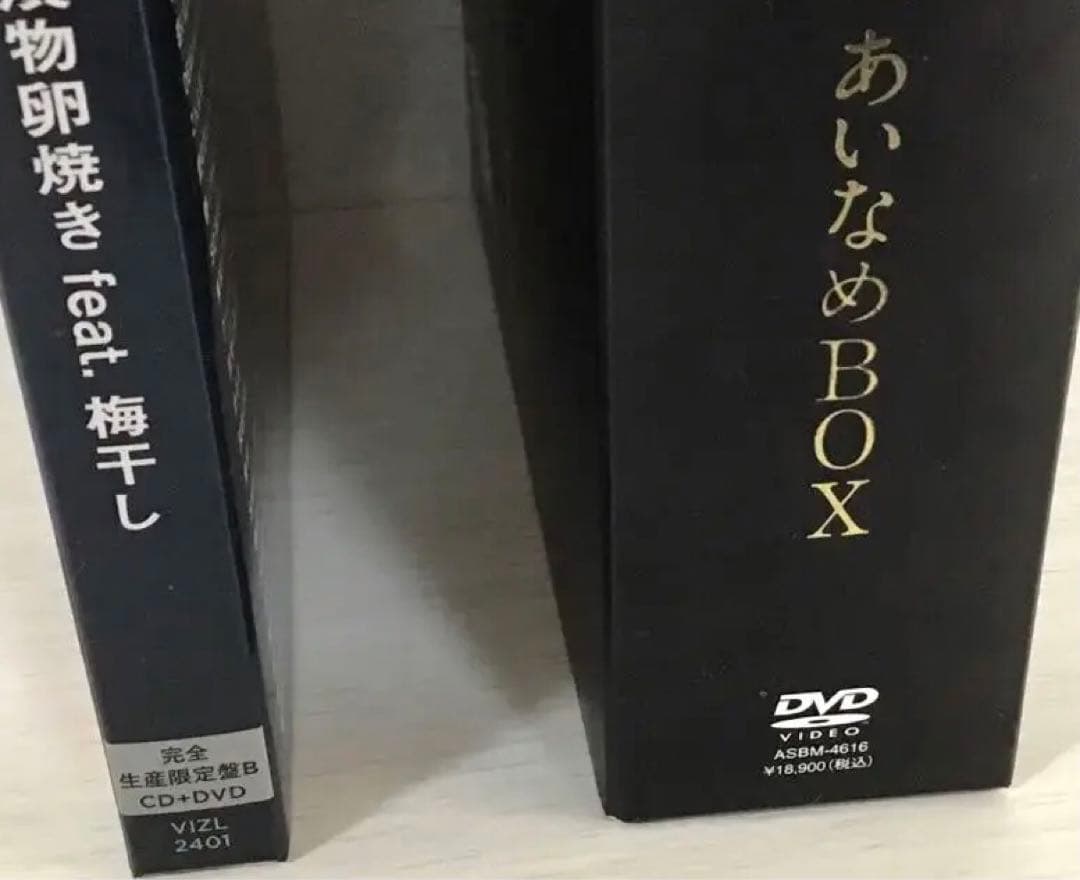 漬物卵焼き feat. 梅干し
完全
生産限定盤B
CD+DVD
VIZL
2401
あいなめBOX
DVD
VIDEO
ASBM-4616
¥18,900(税込)